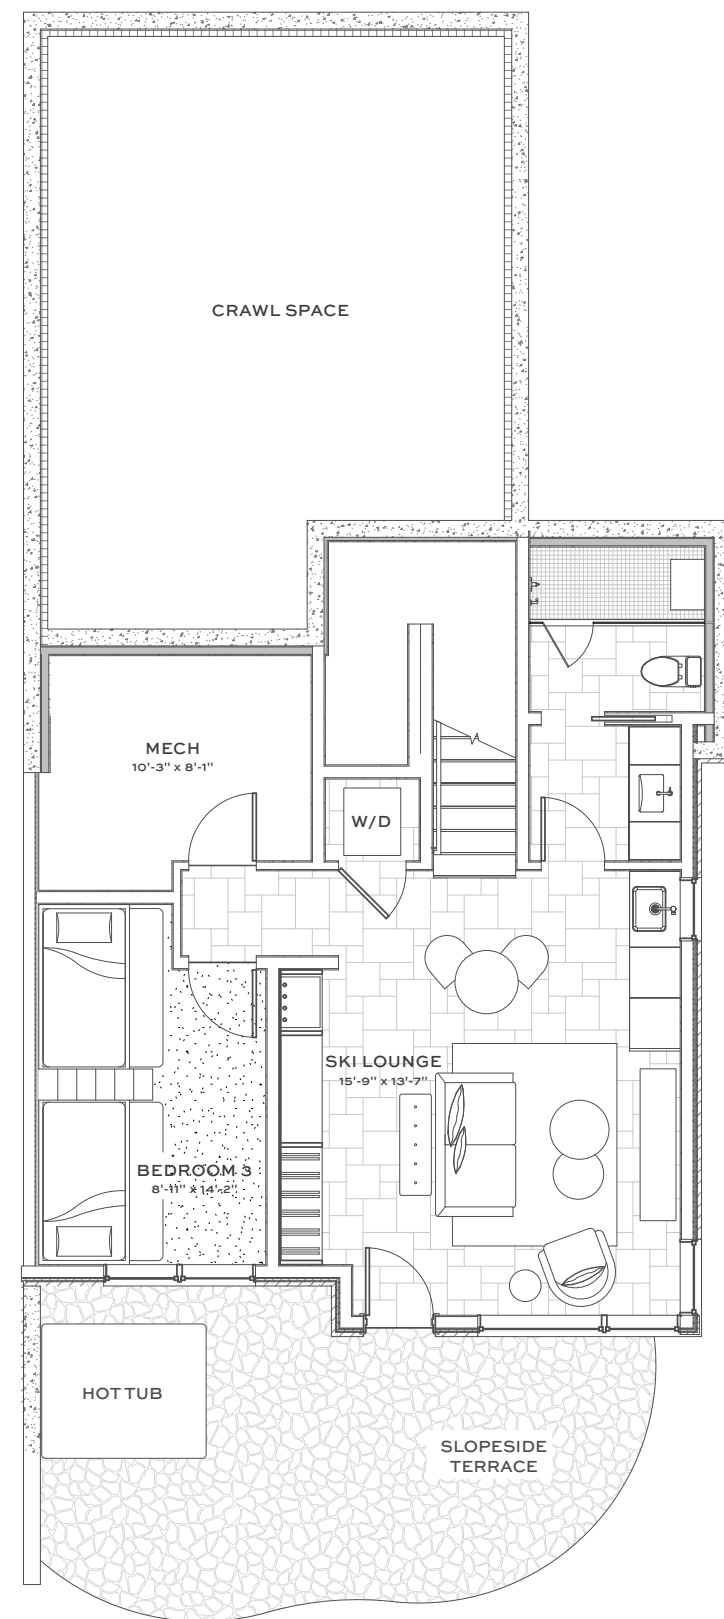 CRAWL SPACE
MECH
10'-3" x 8'-1"
W/D
SKI LOUNGE
15'-9" x 13'-7"
BEDROOM 3
8'-11" x 14'-2"
HOT TUB
SLOPESIDE
TERRACE